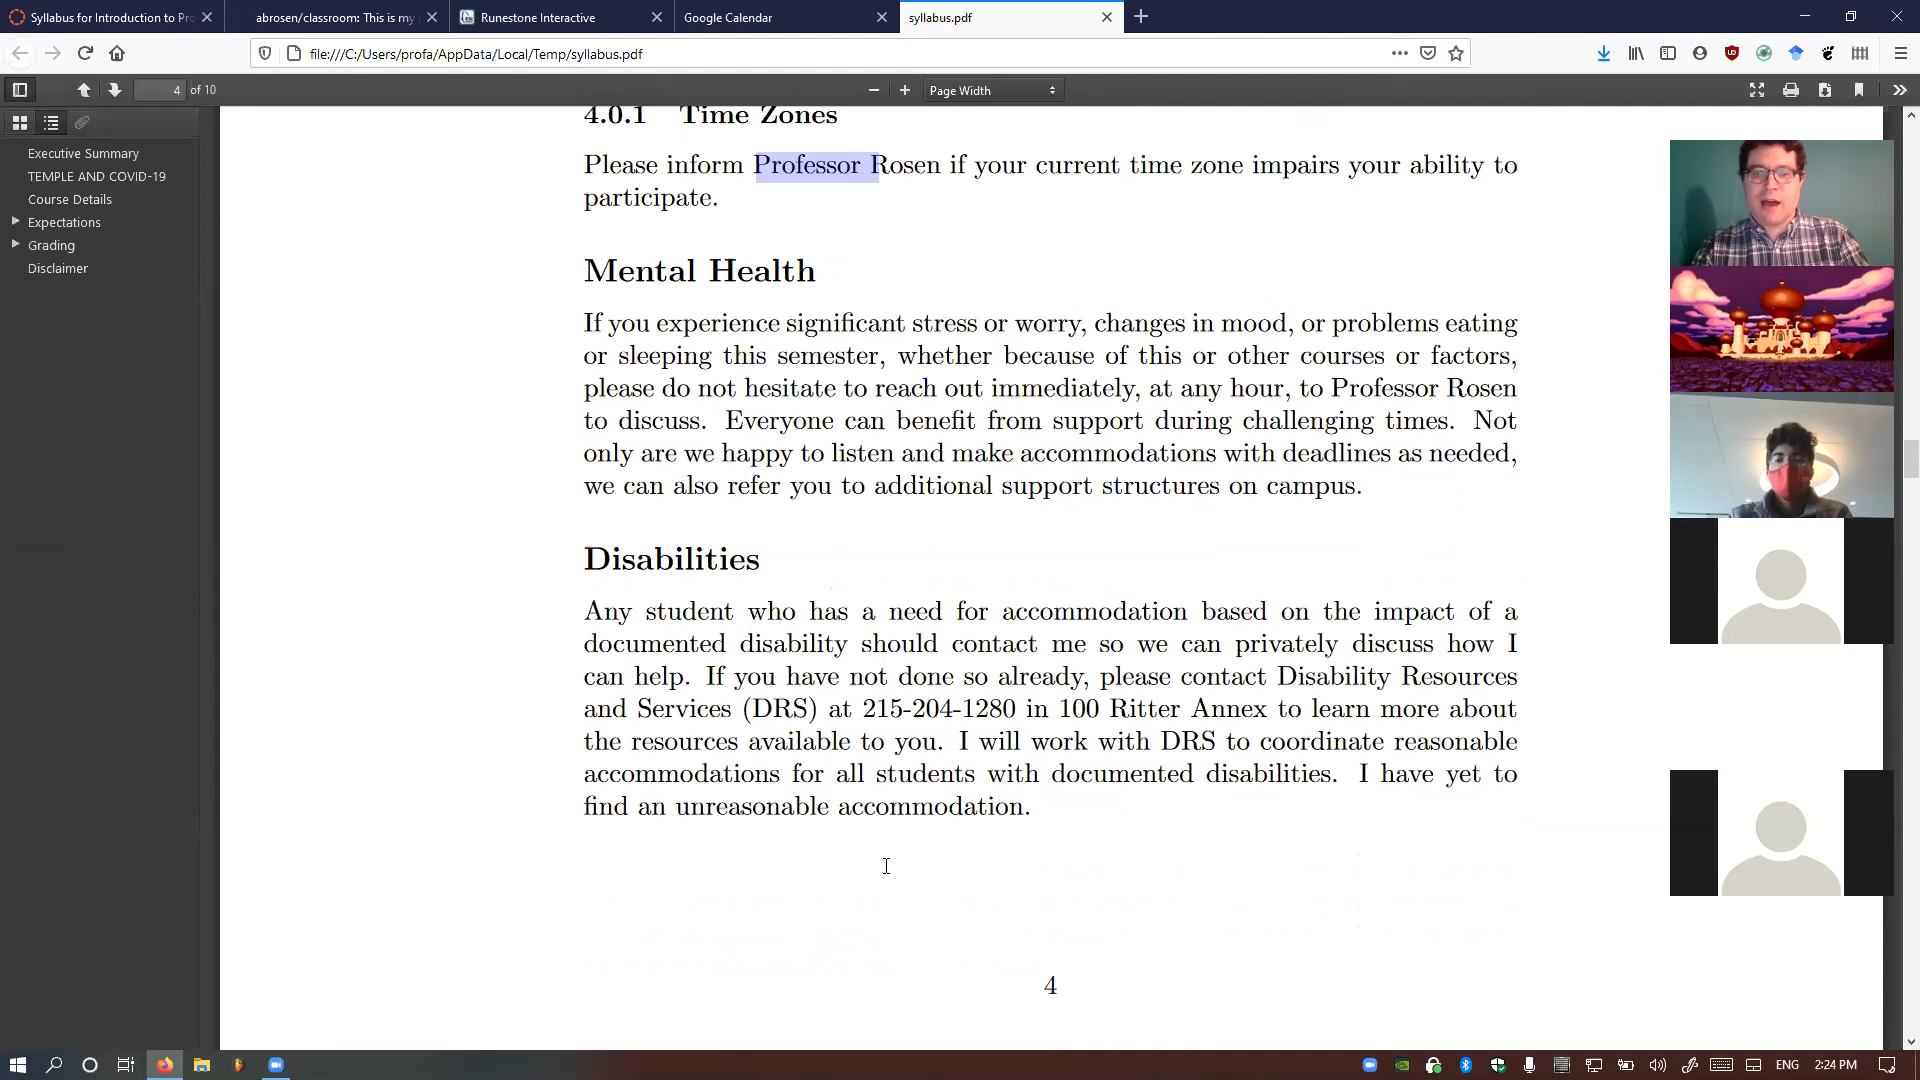 Syllabus for Introduction to Pro
abrosen/classroom: This is my
Runestone Interactive
Google Calendar
syllabus.pdf
file:///C:/Users/profa/AppData/Local/Temp/syllabus.pdf
4 of 10
Page Width
Executive Summary
TEMPLE AND COVID-19
Course Details
Expectations
Grading
Disclaimer
4.0.1 Time Zones
Please inform Professor Rosen if your current time zone impairs your ability to
participate.
Mental Health
If you experience significant stress or worry, changes in mood, or problems eating
or sleeping this semester, whether because of this or other courses or factors,
please do not hesitate to reach out immediately, at any hour, to Professor Rosen
to discuss. Everyone can benefit from support during challenging times. Not
only are we happy to listen and make accommodations with deadlines as needed,
we can also refer you to additional support structures on campus.
Disabilities
Any student who has a need for accommodation based on the impact of a
documented disability should contact me so we can privately discuss how I
can help. If you have not done so already, please contact Disability Resources
and Services (DRS) at 215-204-1280 in 100 Ritter Annex to learn more about
the resources available to you. I will work with DRS to coordinate reasonable
accommodations for all students with documented disabilities. I have yet to
find an unreasonable accommodation.
4
ENG
2:24 PM